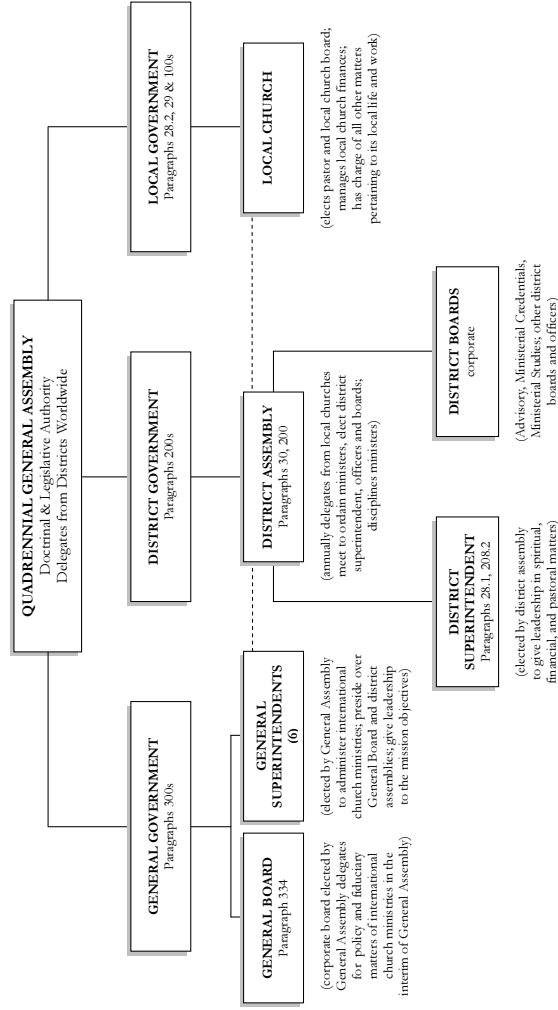 QUADRENNIAL GENERAL ASSEMBLY
Doctrinal & Legislative Authority
Delegates from Districts Worldwide
GENERAL GOVERNMENT
Paragraphs 300s
DISTRICT GOVERNMENT
Paragraphs 200s
LOCAL GOVERNMENT
Paragraphs 28.2, 29 & 100s
GENERAL BOARD
Paragraph 334
(corporate board elected by
General Assembly delegates
for policy and fiduciary
matters of international
church ministries in the
interim of General Assembly)
GENERAL
SUPERINTENDENTS
(6)
(elected by General Assembly
to administer international
church ministries; preside over
General Board and district
assemblies; give leadership
to the mission objectives)
DISTRICT ASSEMBLY
Paragraphs 30, 200
(annually delegates from local churches
meet to ordain ministers, elect district
superintendent, officers and boards;
disciplines ministers)
LOCAL CHURCH
(elects pastor and local church board;
manages local church finances;
has charge of all other matters
pertaining to its local life and work)
DISTRICT
SUPERINTENDENT
Paragraphs 28.1, 208.2
(elected by district assembly
to give leadership in spiritual,
financial, and pastoral matters)
DISTRICT BOARDS
corporate
(Advisory, Ministerial Credentials,
Ministerial Studies; other district
boards and officers)